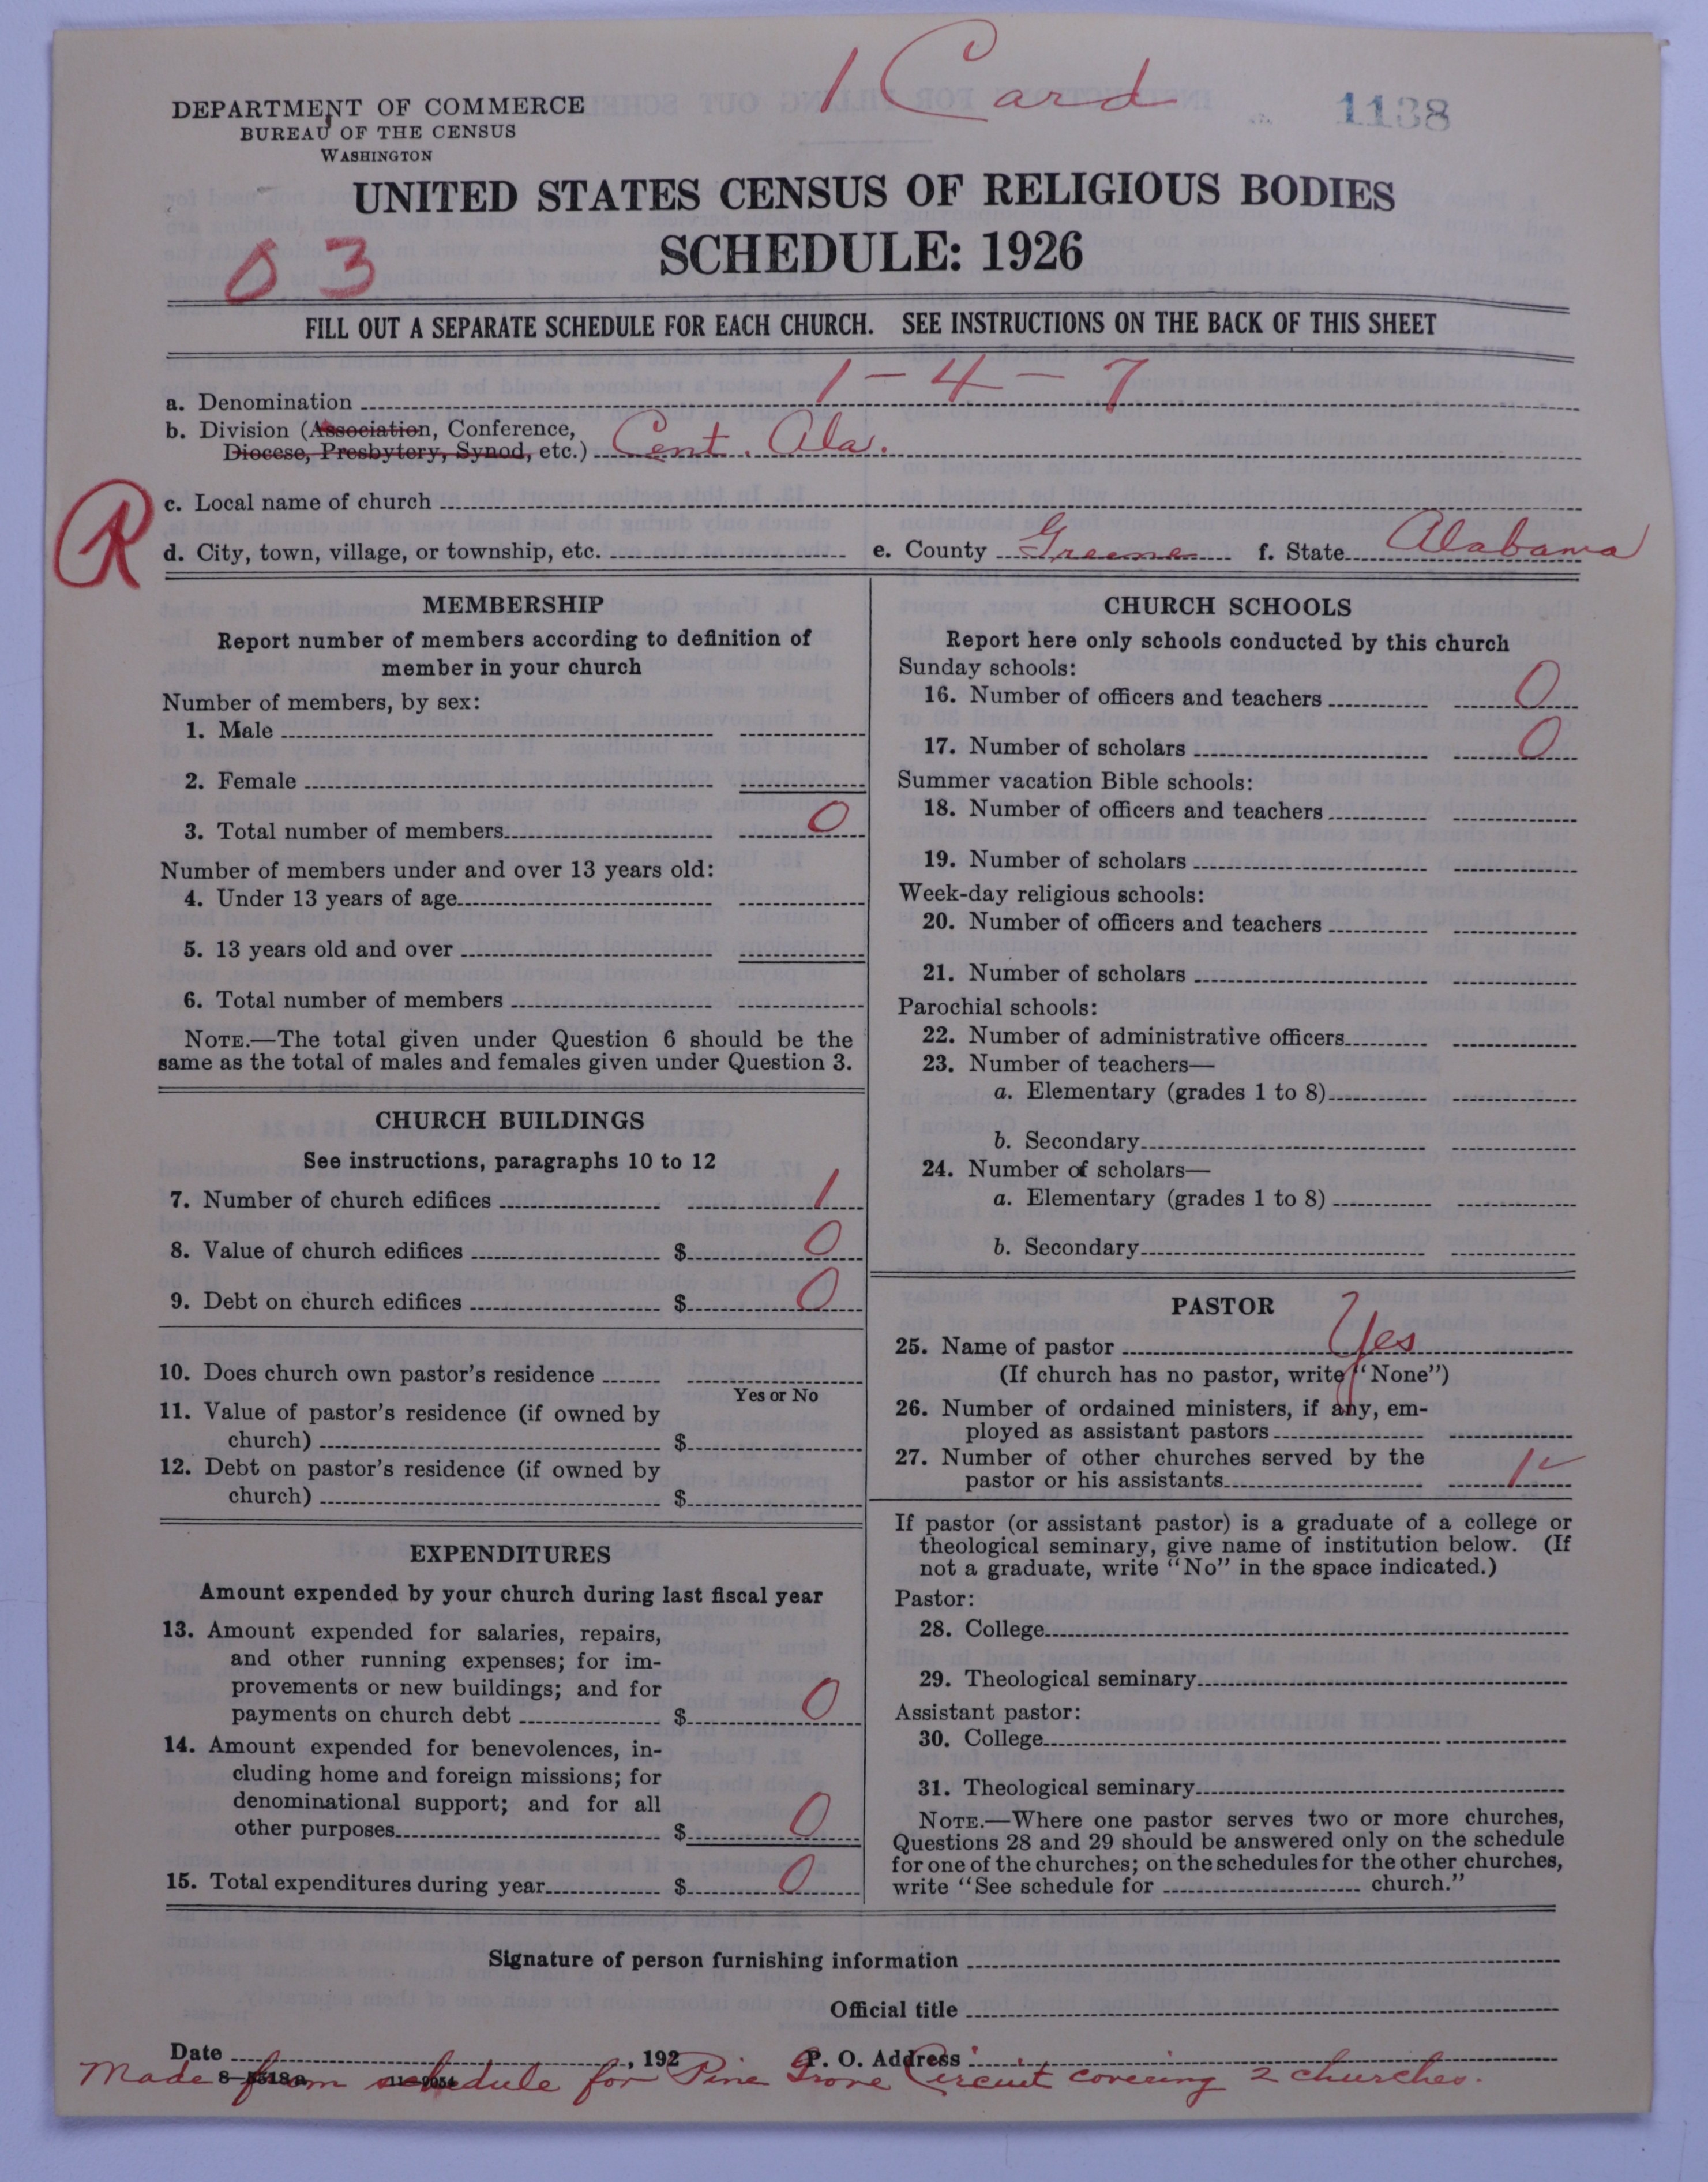 1 Card
1138
DEPARTMENT OF COMMERCE
BUREAU OF THE CENSUS
WASHINGTON
UNITED STATES CENSUS OF RELIGIOUS BODIES
SCHEDULE: 1926
03
FILL OUT A SEPARATE SCHEDULE FOR EACH CHURCH. SEE INSTRUCTIONS ON THE BACK OF THIS SHEET
a. Denomination 1-4-7
b. Division (Association, Conference,
Diocese, Presbytery, Synod, etc.) Cent. Ala.
R
c. Local name of church
d. City, town, village, or township, etc. e. County Greene f. State Alabama
MEMBERSHIP
Report number of members according to definition of
member in your church
Number of members, by sex:
1. Male
2. Female
3. Total number of members 0
Number of members under and over 13 years old:
4. Under 13 years of age
5. 13 years old and over
6. Total number of members
NOTE.—The total given under Question 6 should be the
same as the total of males and females given under Question 3.
CHURCH BUILDINGS
See instructions, paragraphs 10 to 12
7. Number of church edifices 1
8. Value of church edifices $ 0
9. Debt on church edifices $ 0
10. Does church own pastor's residence
Yes or No
11. Value of pastor's residence (if owned by
church) $
12. Debt on pastor's residence (if owned by
church) $
EXPENDITURES
Amount expended by your church during last fiscal year
13. Amount expended for salaries, repairs,
and other running expenses; for im-
provements or new buildings; and for
payments on church debt $ 0
14. Amount expended for benevolences, in-
cluding home and foreign missions; for
denominational support; and for all
other purposes $ 0
15. Total expenditures during year $ 0
CHURCH SCHOOLS
Report here only schools conducted by this church
Sunday schools:
16. Number of officers and teachers 0
17. Number of scholars 0
Summer vacation Bible schools:
18. Number of officers and teachers
19. Number of scholars
Week-day religious schools:
20. Number of officers and teachers
21. Number of scholars
Parochial schools:
22. Number of administrative officers
23. Number of teachers—
a. Elementary (grades 1 to 8)
b. Secondary
24. Number of scholars—
a. Elementary (grades 1 to 8)
b. Secondary
PASTOR
25. Name of pastor Yes
(If church has no pastor, write "None")
26. Number of ordained ministers, if any, em-
ployed as assistant pastors
27. Number of other churches served by the
pastor or his assistants 1
If pastor (or assistant pastor) is a graduate of a college or
theological seminary, give name of institution below. (If
not a graduate, write "No" in the space indicated.)
Pastor:
28. College
29. Theological seminary
Assistant pastor:
30. College
31. Theological seminary
NOTE.—Where one pastor serves two or more churches,
Questions 28 and 29 should be answered only on the schedule
for one of the churches; on the schedules for the other churches,
write "See schedule for church."
Signature of person furnishing information
Official title
Date , 192 P. O. Address
Made from schedule for Pine Grove Circuit covering 2 churches.